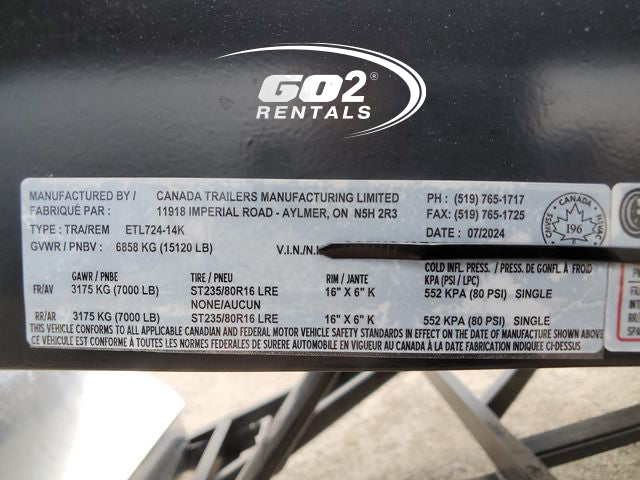 GO2®
RENTALS
MANUFACTURED BY / CANADA TRAILERS MANUFACTURING LIMITED PH : (519) 765-1717
FABRIQUÉ PAR : 11918 IMPERIAL ROAD - AYLMER, ON N5H 2R3 FAX: (519) 765-1725
TYPE : TRA/REM ETL724-14K DATE : 07/2024
GVWR / PNBV : 6858 KG (15120 LB) V.I.N./N.I.
CANADA
196
GAWR / PNBE TIRE / PNEU RIM / JANTE COLD INFL. PRESS. / PRESS. DE GONFL. À FROID
KPA (PSI / LPC)
FR/AV 3175 KG (7000 LB) ST235/80R16 LRE 16" X 6" K 552 KPA (80 PSI) SINGLE
NONE/AUCUN
RR/AR 3175 KG (7000 LB) ST235/80R16 LRE 16" X 6" K 552 KPA (80 PSI) SINGLE
THIS VEHICLE CONFORMS TO ALL APPLICABLE CANADIAN AND FEDERAL MOTOR VEHICLE SAFETY STANDARDS IN EFFECT ON THE DATE OF MANUFACTURE SHOWN ABOVE
CE VÉHICULE EST CONFORME À TOUTES LES NORMES FEDERALES DE SURERE AUTOMOBILE EN VIGUEUR AU CANADA À LA DATE FABRICATION INDIQUÉE CI-DESSUS